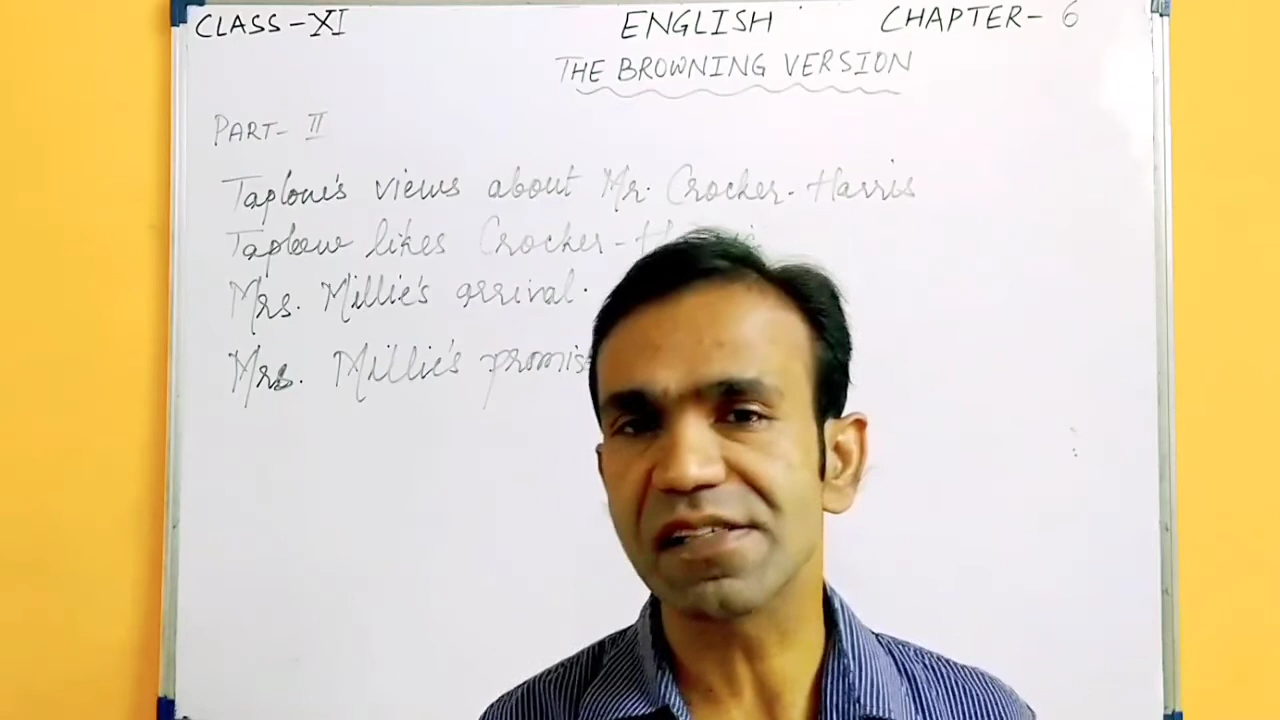 CLASS-XI ENGLISH CHAPTER-6
THE BROWNING VERSION
PART-II
Taplow's views about Mr. Crocker-Harris
Taplow likes Crocker-
Mrs. Millie's arrival.
Mrs. Millie's promis